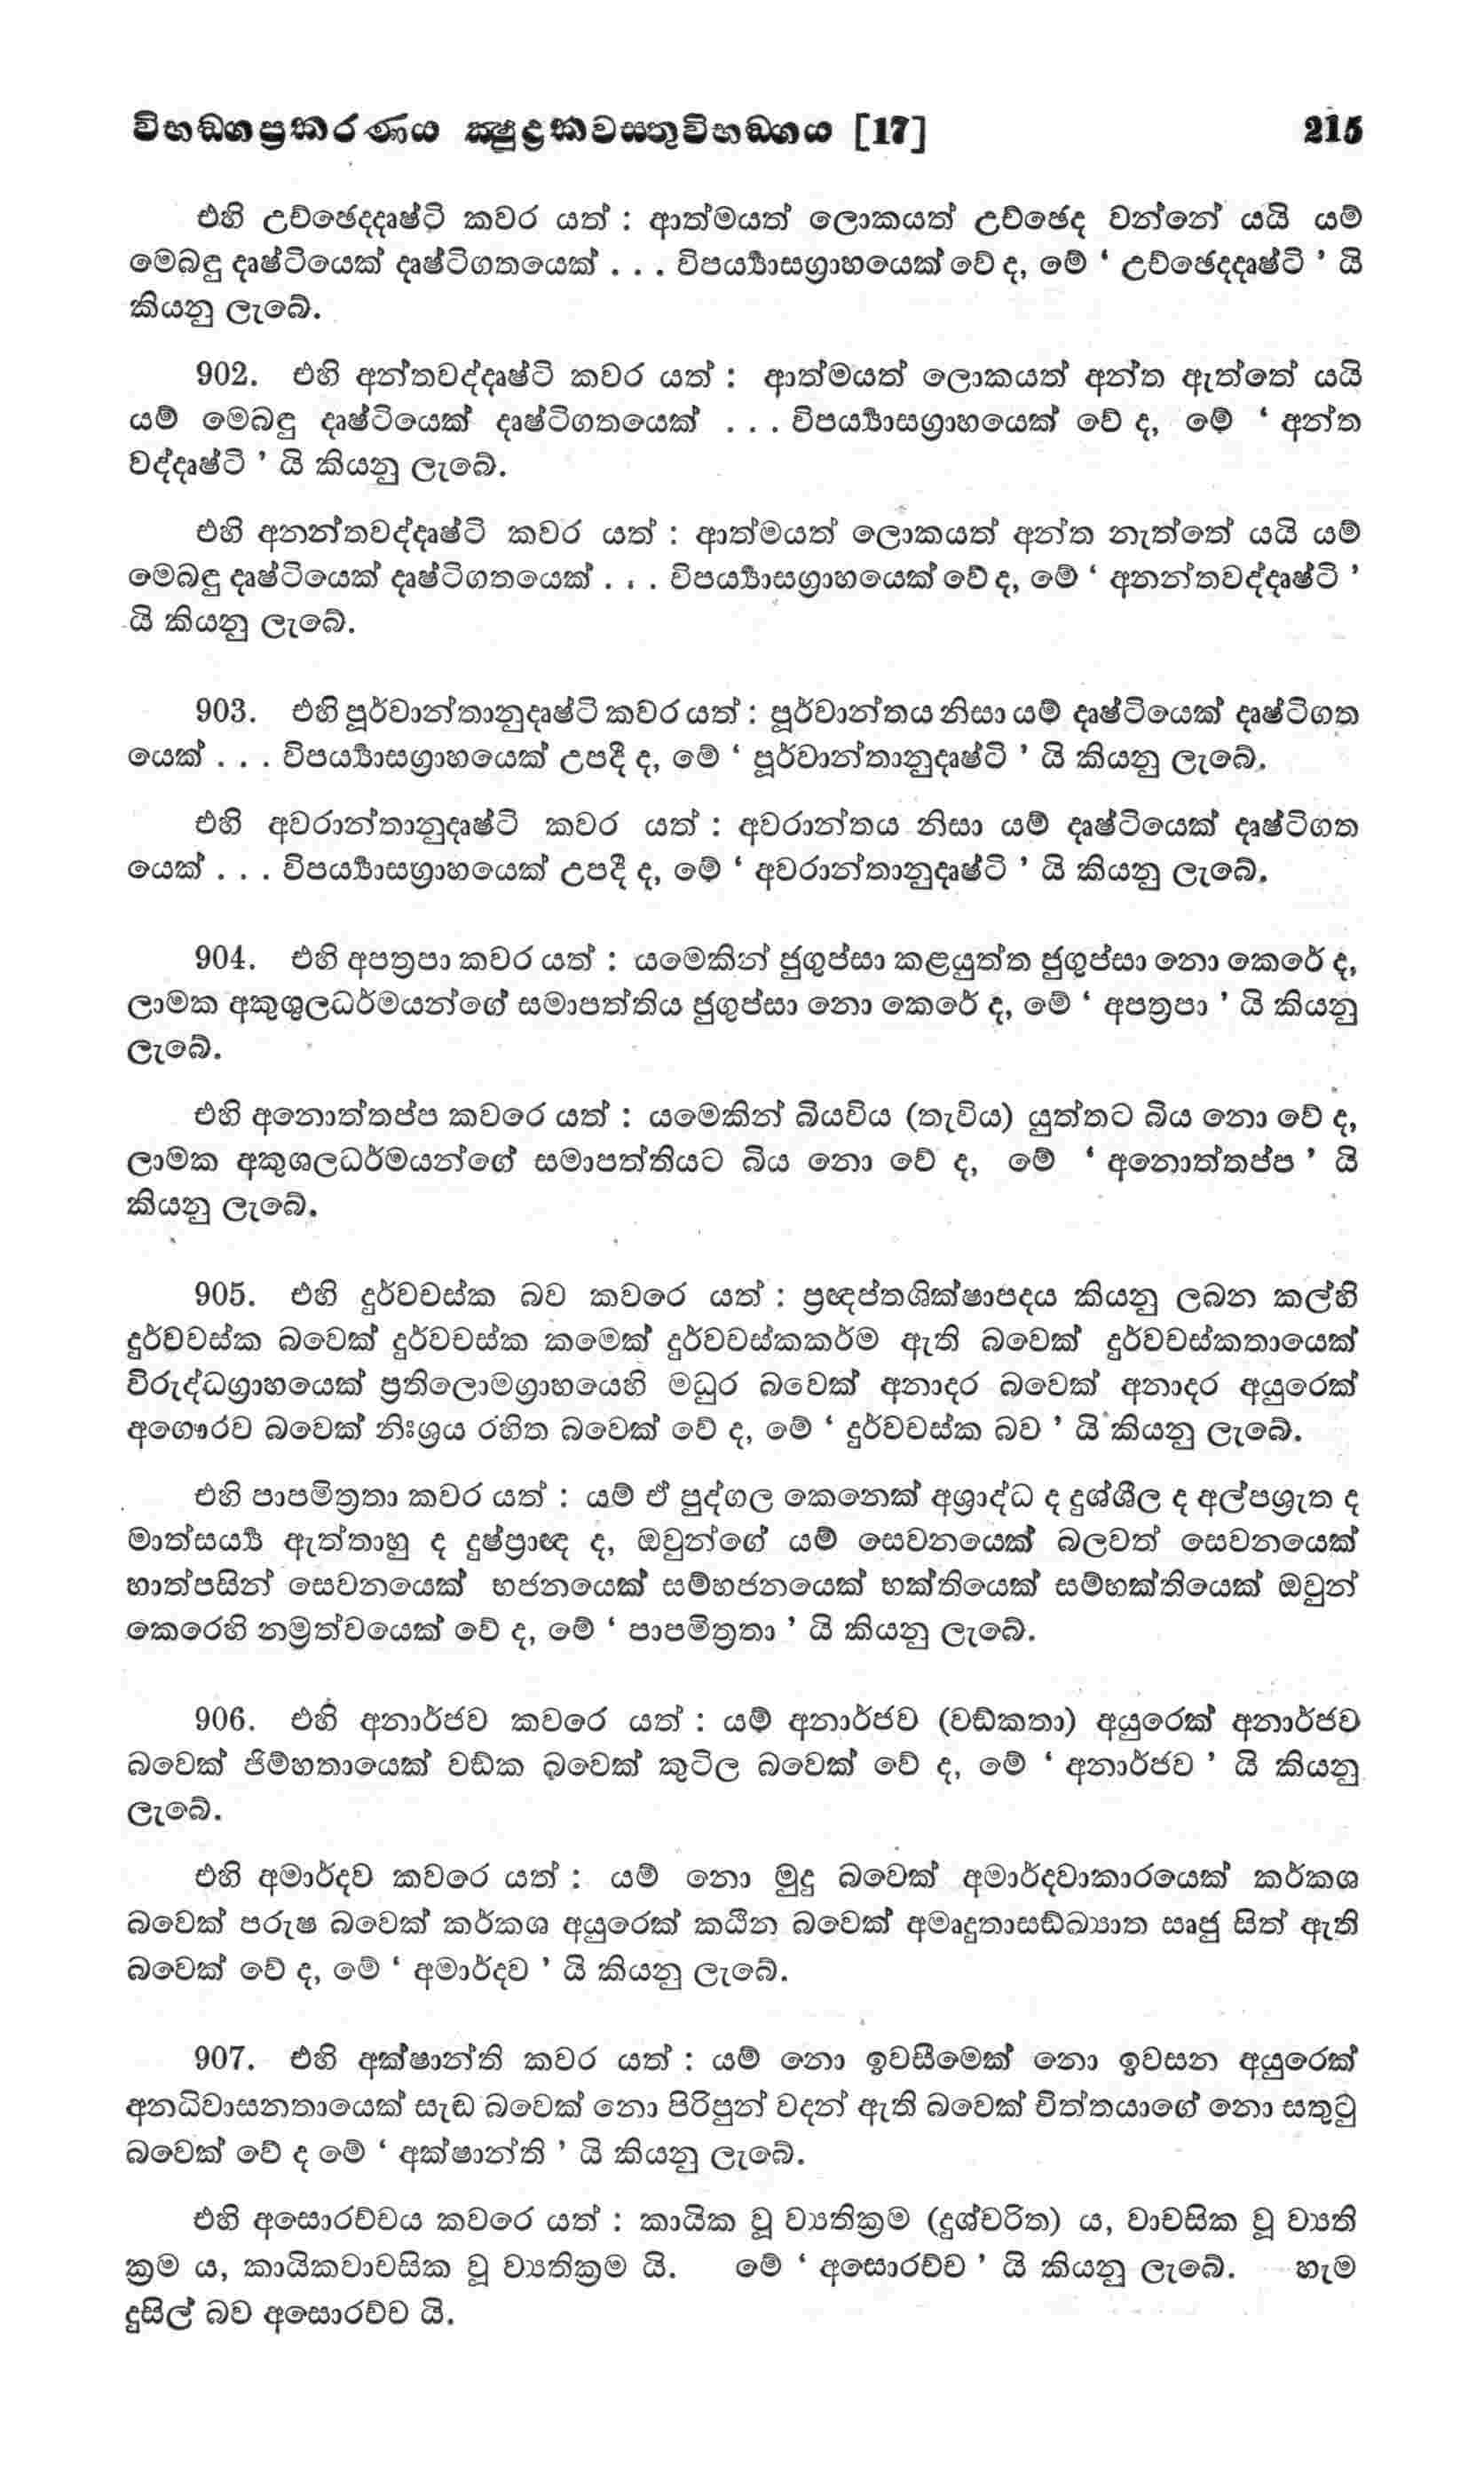 විභඞ්ගප්‍රකරණය ක්‍ෂුද්‍රකවස්තුවිභඞ්ගය [17] 215
එහි උච්ඡෙදදෘෂ්ටි කවර යත් : ආත්මයත් ලොකයත් උච්ඡෙද වන්නේ යයි යම්
මෙබඳු දෘෂ්ටියෙක් දෘෂ්ටිගතයෙක් . . . විපර්‍ය්‍යාසග්‍රාහයෙක් වේ ද, මේ ‘ උච්ඡෙදදෘෂ්ටි ’ යි
කියනු ලැබේ.
902. එහි අන්තවද්දෘෂ්ටි කවර යත් : ආත්මයත් ලොකයත් අන්ත ඇත්තේ යයි
යම් මෙබඳු දෘෂ්ටියෙක් දෘෂ්ටිගතයෙක් . . . විපර්‍ය්‍යාසග්‍රාහයෙක් වේ ද, මේ ‘ අන්ත
වද්දෘෂ්ටි ’ යි කියනු ලැබේ.
එහි අනන්තවද්දෘෂ්ටි කවර යත් : ආත්මයත් ලොකයත් අන්ත නැත්තේ යයි යම්
මෙබඳු දෘෂ්ටියෙක් දෘෂ්ටිගතයෙක් . . . විපර්‍ය්‍යාසග්‍රාහයෙක් වේ ද, මේ ‘ අනන්තවද්දෘෂ්ටි ’
යි කියනු ලැබේ.
903. එහි පූර්වාන්තානුදෘෂ්ටි කවර යත් : පූර්වාන්තය නිසා යම් දෘෂ්ටියෙක් දෘෂ්ටිගත
යෙක් . . . විපර්‍ය්‍යාසග්‍රාහයෙක් උපදී ද, මේ ‘ පූර්වාන්තානුදෘෂ්ටි ’ යි කියනු ලැබේ.
එහි අවරාන්තානුදෘෂ්ටි කවර යත් : අවරාන්තය නිසා යම් දෘෂ්ටියෙක් දෘෂ්ටිගත
යෙක් . . . විපර්‍ය්‍යාසග්‍රාහයෙක් උපදී ද, මේ ‘ අවරාන්තානුදෘෂ්ටි ’ යි කියනු ලැබේ.
904. එහි අපත්‍රපා කවර යත් : යමෙකින් ජුගුප්සා කළයුත්ත ජුගුප්සා නො කෙරේ ද,
ලාමක අකුශලධර්මයන්ගේ සමාපත්තිය ජුගුප්සා නො කෙරේ ද, මේ ‘ අපත්‍රපා ’ යි කියනු
ලැබේ.
එහි අනොත්තප්ප කවරෙ යත් : යමෙකින් බියවිය (තැවිය) යුත්තට බිය නො වේ ද,
ලාමක අකුශලධර්මයන්ගේ සමාපත්තියට බිය නො වේ ද, මේ ‘ අනොත්තප්ප ’ යි
කියනු ලැබේ.
905. එහි දුර්වචස්ක බව කවරෙ යත් : ප්‍රඥප්තශික්ෂාපදය කියනු ලබන කල්හි
දුර්වචස්ක බවෙක් දුර්වචස්ක කමෙක් දුර්වචස්කකර්ම ඇති බවෙක් දුර්වචස්කතායෙක්
විරුද්ධග්‍රාහයෙක් ප්‍රතිලොමග්‍රාහයෙහි මධුර බවෙක් අනාදර බවෙක් අනාදර අයුරෙක්
අගෞරව බවෙක් නිඃශ්‍රය රහිත බවෙක් වේ ද, මේ ‘ දුර්වචස්ක බව ’ යි කියනු ලැබේ.
එහි පාපමිත්‍රතා කවර යත් : යම් ඒ පුද්ගල කෙනෙක් අශ්‍රාද්ධ ද දුශ්ශීල ද අල්පශ්‍රැත ද
මාත්සර්‍ය්‍ය ඇත්තාහු ද දුෂ්ප්‍රාඥ ද, ඔවුන්ගේ යම් සෙවනයෙක් බලවත් සෙවනයෙක්
හාත්පසින් සෙවනයෙක් භජනයෙක් සම්භජනයෙක් භක්තියෙක් සම්භක්තියෙක් ඔවුන්
කෙරෙහි නම්‍රත්වයෙක් වේ ද, මේ ‘ පාපමිත්‍රතා ’ යි කියනු ලැබේ.
906. එහි අනාර්ජව කවරෙ යත් : යම් අනාර්ජව (වඩ්කතා) අයුරෙක් අනාර්ජව
බවෙක් ජිම්හතායෙක් වඩ්ක බවෙක් කුටිල බවෙක් වේ ද, මේ ‘ අනාර්ජව ’ යි කියනු
ලැබේ.
එහි අමාර්දව කවරෙ යත් : යම් නො මුදු බවෙක් අමාර්දවාකාරයෙක් කර්කශ
බවෙක් පරුෂ බවෙක් කර්කශ අයුරෙක් කඨින බවෙක් අමෘදුතාසඞ්ඛ්‍යාත ඍජු සිත් ඇති
බවෙක් වේ ද, මේ ‘ අමාර්දව ’ යි කියනු ලැබේ.
907. එහි අක්ෂාන්ති කවර යත් : යම් නො ඉවසීමෙක් නො ඉවසන අයුරෙක්
අනධිවාසනතායෙක් සැඬ බවෙක් නො පිරිපුන් වදන් ඇති බවෙක් චිත්තයාගේ නො සතුටු
බවෙක් වේ ද මේ ‘ අක්ෂාන්ති ’ යි කියනු ලැබේ.
එහි අසොරච්චය කවරෙ යත් : කායික වූ ව්‍යතික්‍රම (දුශ්චරිත) ය, වාචසික වූ ව්‍යති
ක්‍රම ය, කායිකවාචසික වූ ව්‍යතික්‍රම යි. මේ ‘ අසොරච්ච ’ යි කියනු ලැබේ. හැම
දුසිල් බව අසොරච්ච යි.